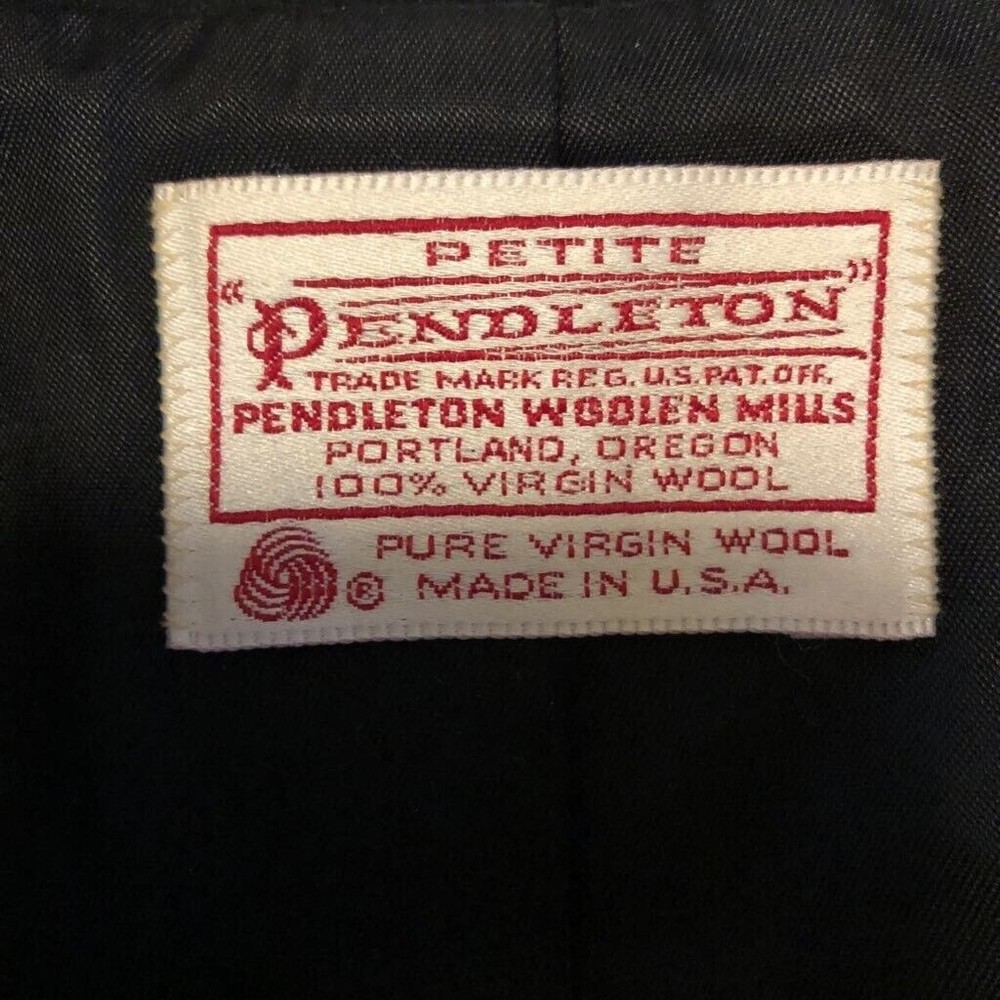 PETITE
"PENDLETON"
TRADE MARK REG. U.S. PAT. OFF.
PENDLETON WOOLEN MILLS
PORTLAND, OREGON
100% VIRGIN WOOL
PURE VIRGIN WOOL
® MADE IN U.S.A.